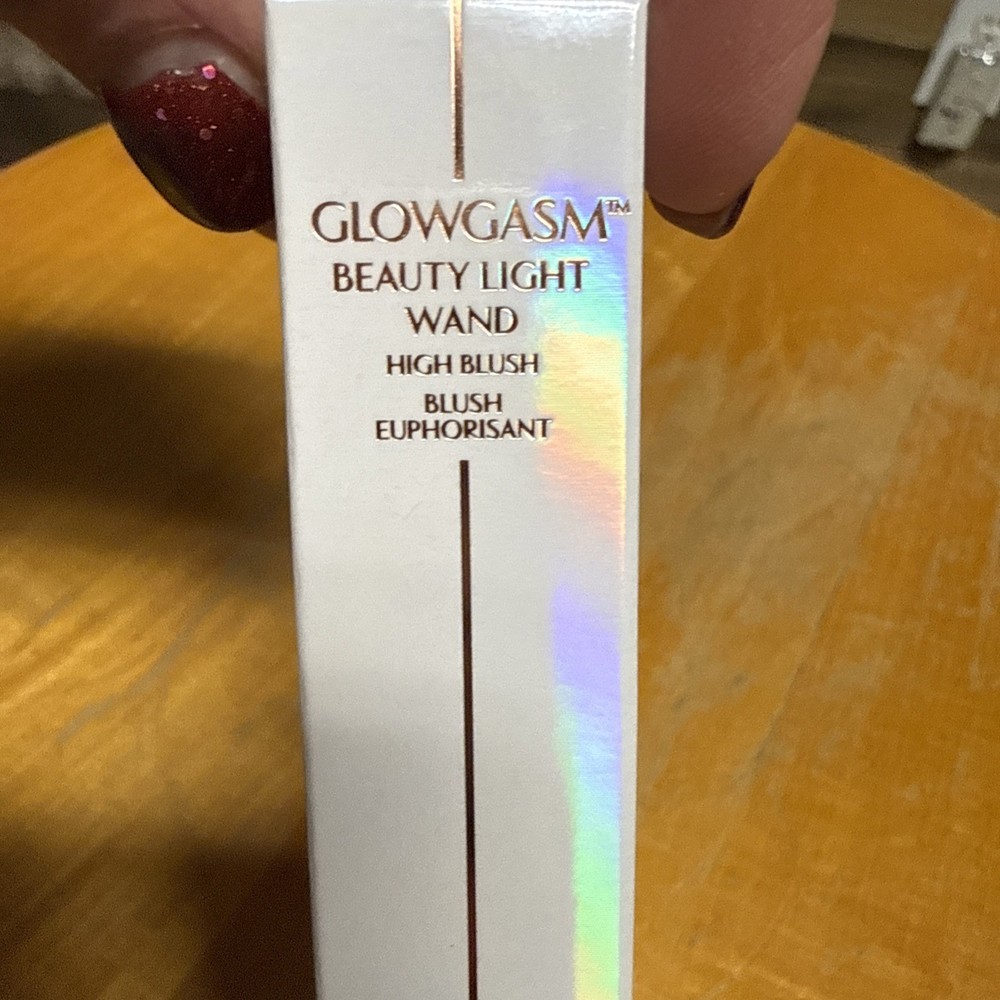 GLOWGASM™
BEAUTY LIGHT
WAND
HIGH BLUSH
BLUSH
EUPHORISANT